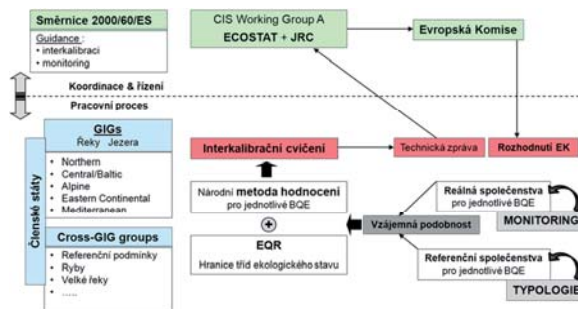 Směrnice 2000/60/ES
Guidance :
• interkalibraci
• monitoring
CIS Working Group A
ECOSTAT + JRC
Evropská Komise
Koordinace & řízení
Pracovní proces
Členské státy
GIGs
Řeky Jezera
• Northern
• Central/Baltic
• Alpine
• Eastern Continental
• Mediterranean
Cross-GIG groups
• Referenční podmínky
• Ryby
• Velké řeky
• ......
Interkalibrační cvičení
Technická zpráva
Rozhodnutí EK
Národní metoda hodnocení
pro jednotlivé BQE
+
EQR
Hranice tříd ekologického stavu
Vzájemná podobnost
Reálná společenstva
pro jednotlivé BQE
MONITORING
Referenční společenstva
pro jednotlivé BQE
TYPOLOGIE